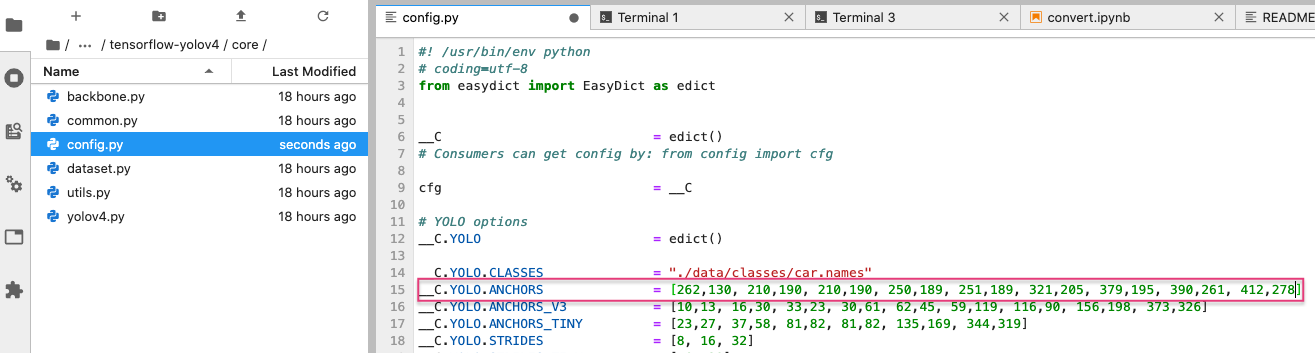 / ··· / tensorflow-yolov4 / core /
Name Last Modified
backbone.py 18 hours ago
common.py 18 hours ago
config.py seconds ago
dataset.py 18 hours ago
utils.py 18 hours ago
yolov4.py 18 hours ago
config.py Terminal 1 Terminal 3 convert.ipynb README
1 #! /usr/bin/env python
2 # coding=utf-8
3 from easydict import EasyDict as edict
4
5
6 __C = edict()
7 # Consumers can get config by: from config import cfg
8
9 cfg = __C
10
11 # YOLO options
12 __C.YOLO = edict()
13
14 __C.YOLO.CLASSES = "./data/classes/car.names"
15 __C.YOLO.ANCHORS = [262,130, 210,190, 210,190, 250,189, 251,189, 321,205, 379,195, 390,261, 412,278]
16 __C.YOLO.ANCHORS_V3 = [10,13, 16,30, 33,23, 30,61, 62,45, 59,119, 116,90, 156,198, 373,326]
17 __C.YOLO.ANCHORS_TINY = [23,27, 37,58, 81,82, 81,82, 135,169, 344,319]
18 __C.YOLO.STRIDES = [8, 16, 32]